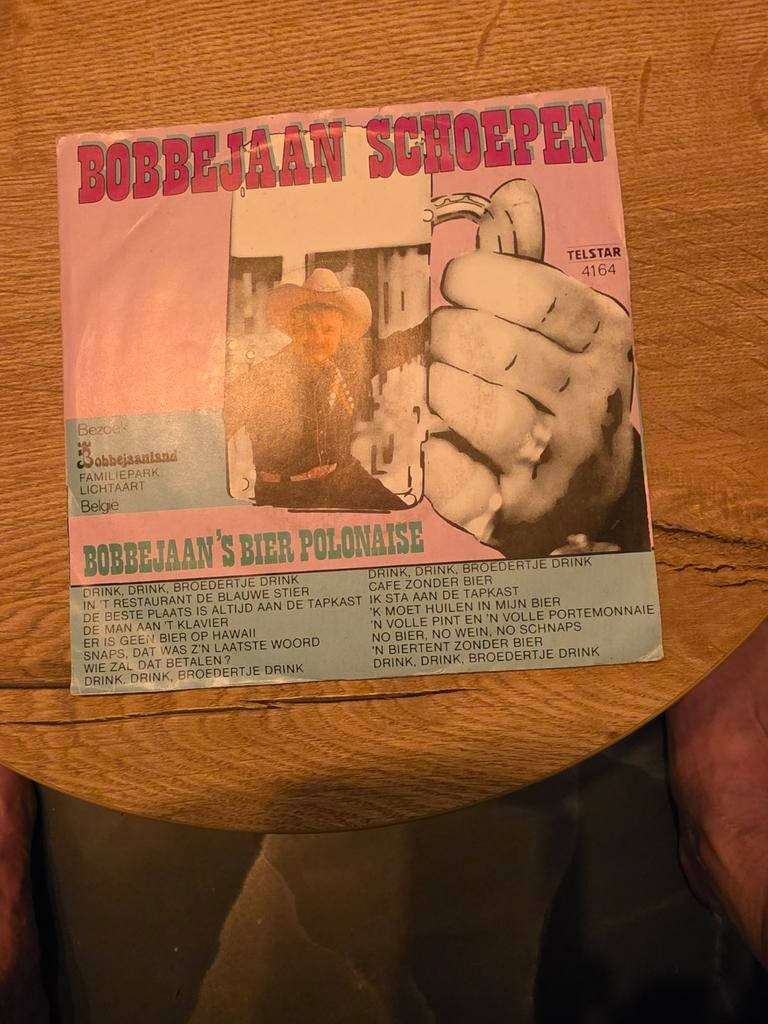 BOBBEJAAN SCHOEPEN
TELSTAR
4164
Bezoek
Bobbejaanland
FAMILIEPARK
LICHTAART
België
BOBBEJAAN'S BIER POLONAISE
DRINK, DRINK, BROEDERTJE DRINK
IN 'T RESTAURANT DE BLAUWE STIER
DE BESTE PLAATS IS ALTIJD AAN DE TAPKAST
DE MAN AAN 'T KLAVIER
ER IS GEEN BIER OP HAWAII
SNAPS, DAT WAS Z'N LAATSTE WOORD
WIE ZAL DAT BETALEN?
DRINK, DRINK, BROEDERTJE DRINK
DRINK, DRINK, BROEDERTJE DRINK
CAFE ZONDER BIER
IK STA AAN DE TAPKAST
'K MOET HUILEN IN MIJN BIER
'N VOLLE PINT EN 'N VOLLE PORTEMONNAIE
NO BIER, NO WEIN, NO SCHNAPS
'N BIERTENT ZONDER BIER
DRINK, DRINK, BROEDERTJE DRINK